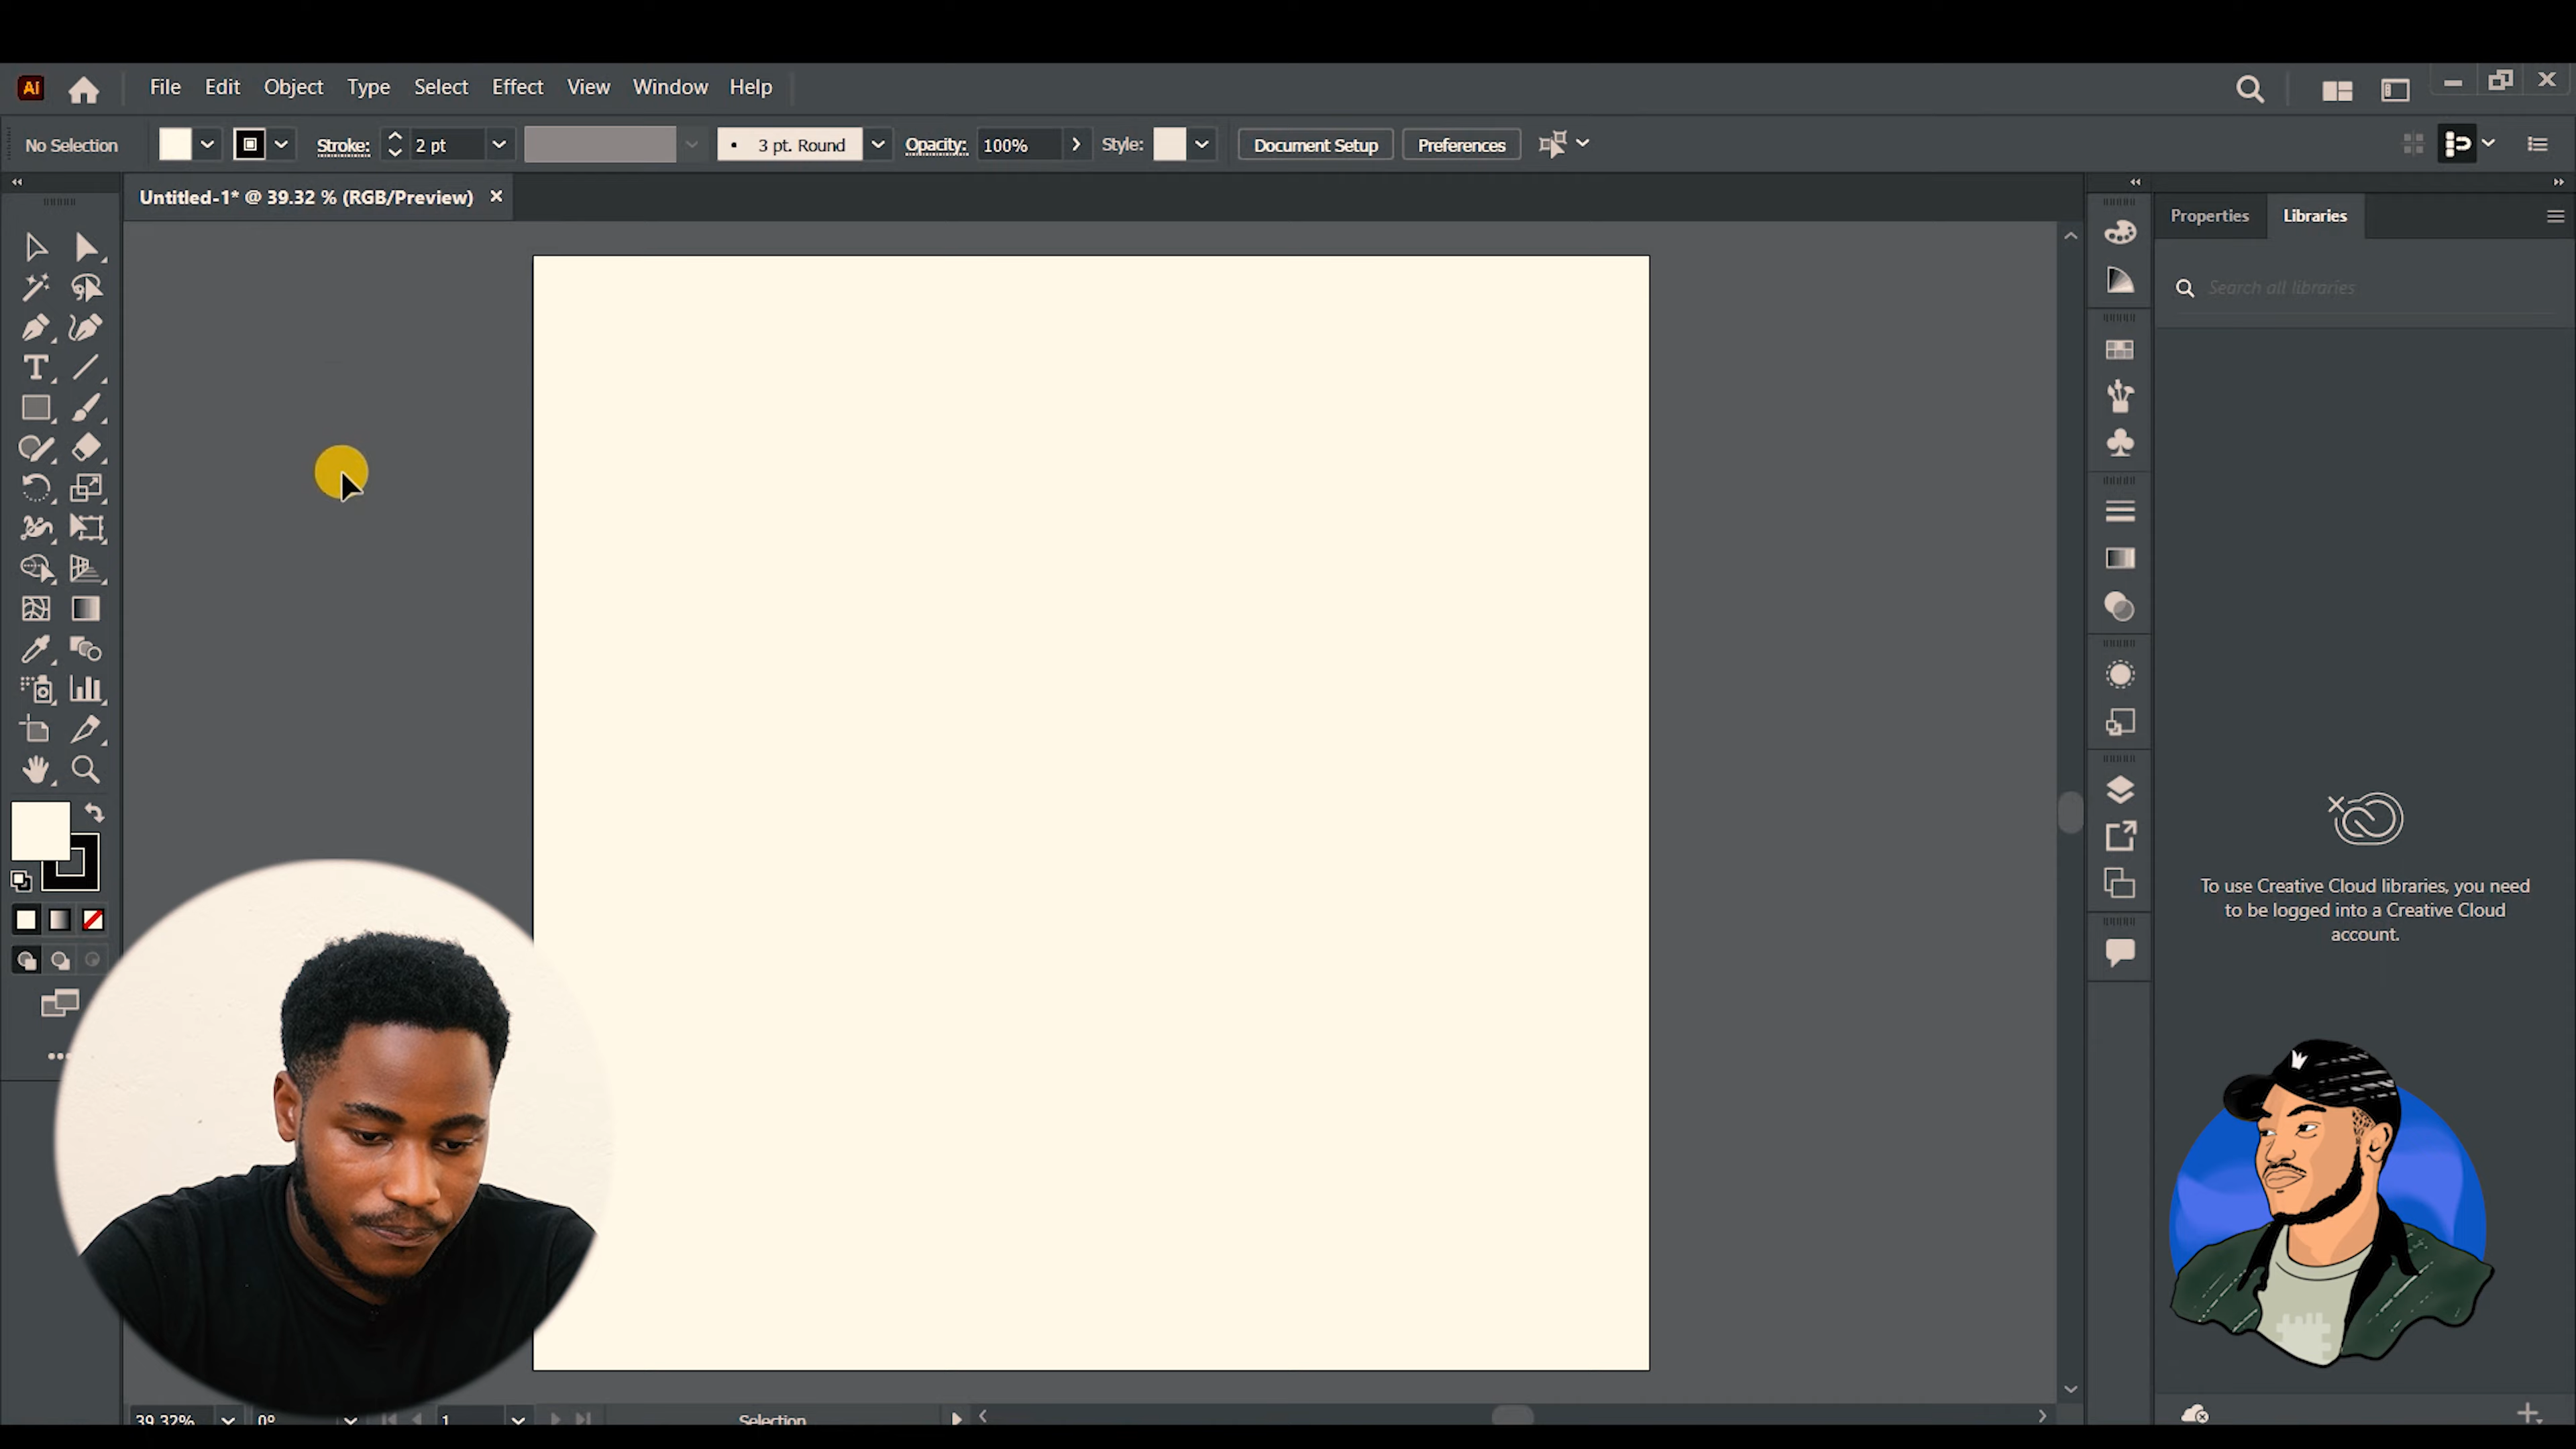 Ai File Edit Object Type Select Effect View Window Help
No Selection Stroke: 2 pt 3 pt. Round Opacity: 100% Style: Document Setup Preferences
Untitled-1* @ 39.32 % (RGB/Preview)
Properties Libraries
Search all libraries
To use Creative Cloud libraries, you need
to be logged into a Creative Cloud
account.
39.32% 0° 1 Selection